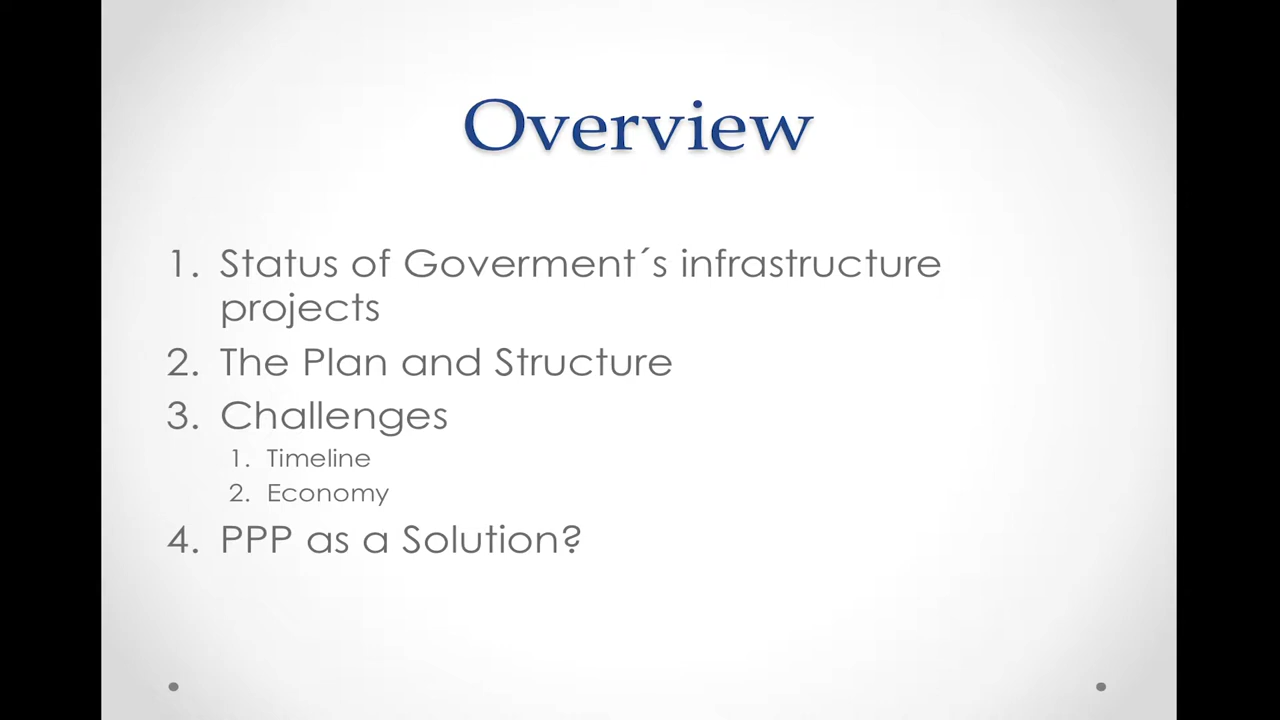 Overview
1. Status of Goverment´s infrastructure
projects
2. The Plan and Structure
3. Challenges
1. Timeline
2. Economy
4. PPP as a Solution?